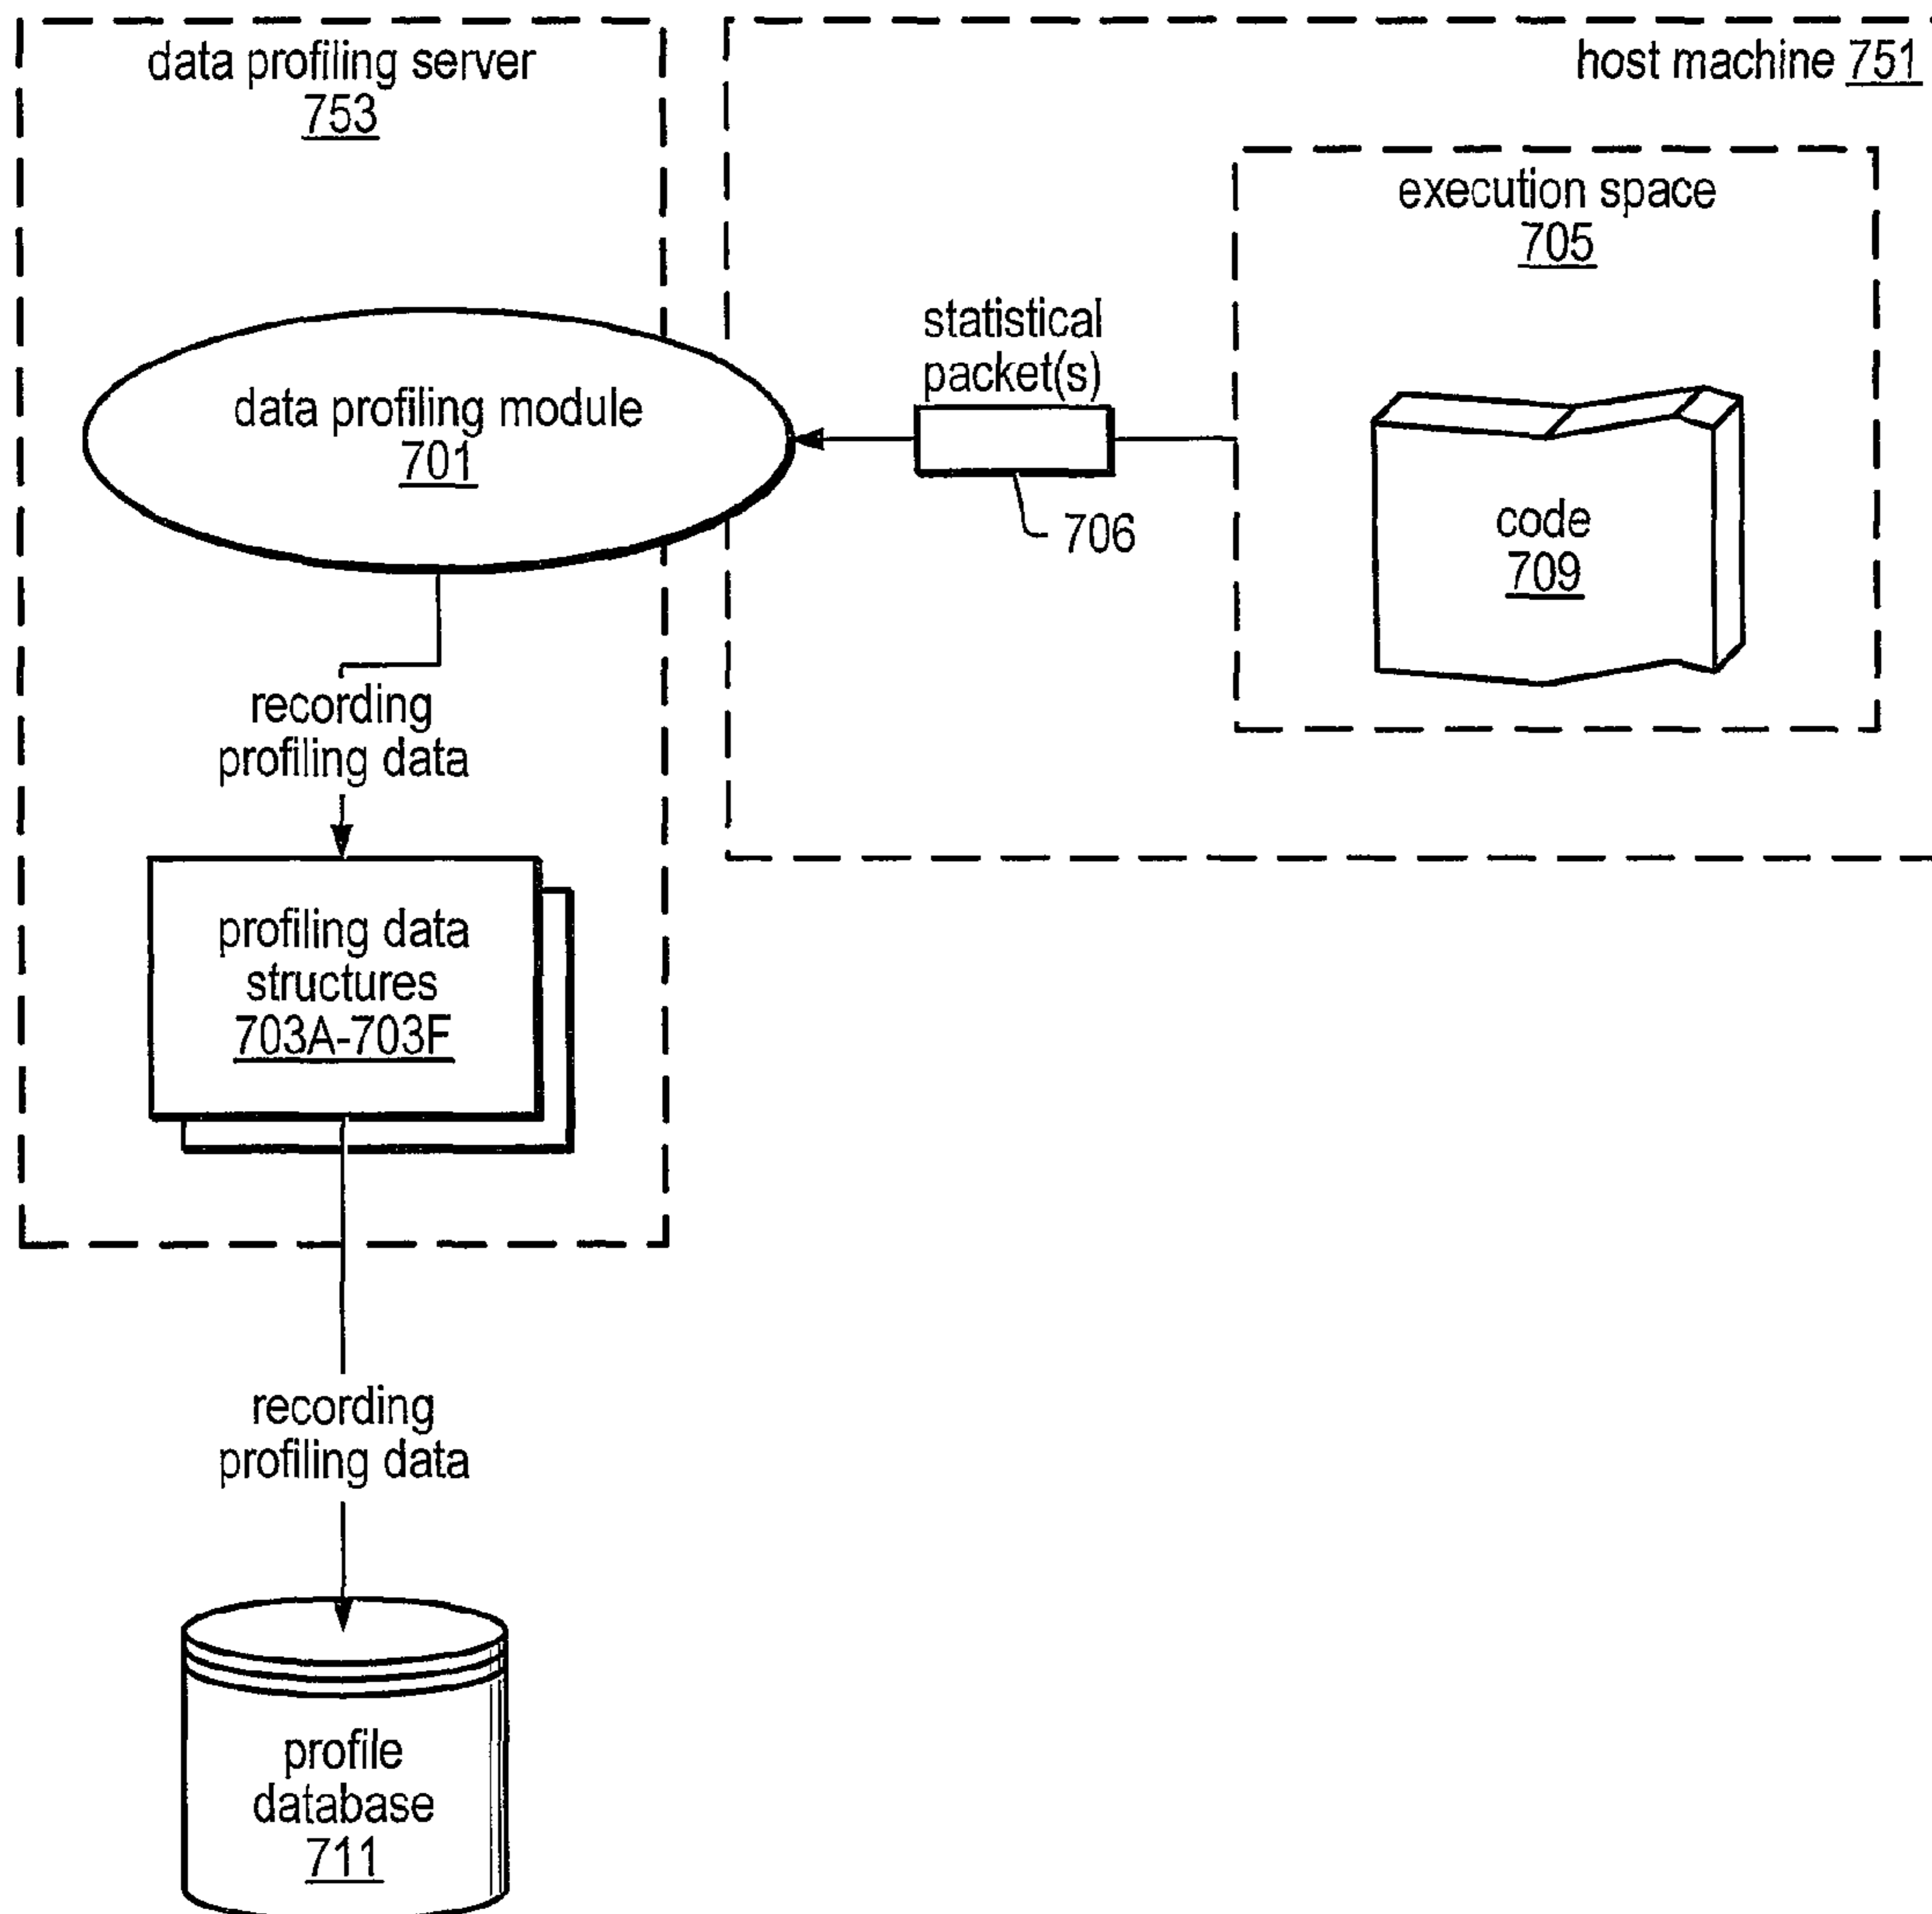 data profiling server
753
host machine 751
execution space
705
statistical
packet(s)
706
data profiling module
701
code
709
recording
profiling data
profiling data
structures
703A-703F
recording
profiling data
profile
database
711